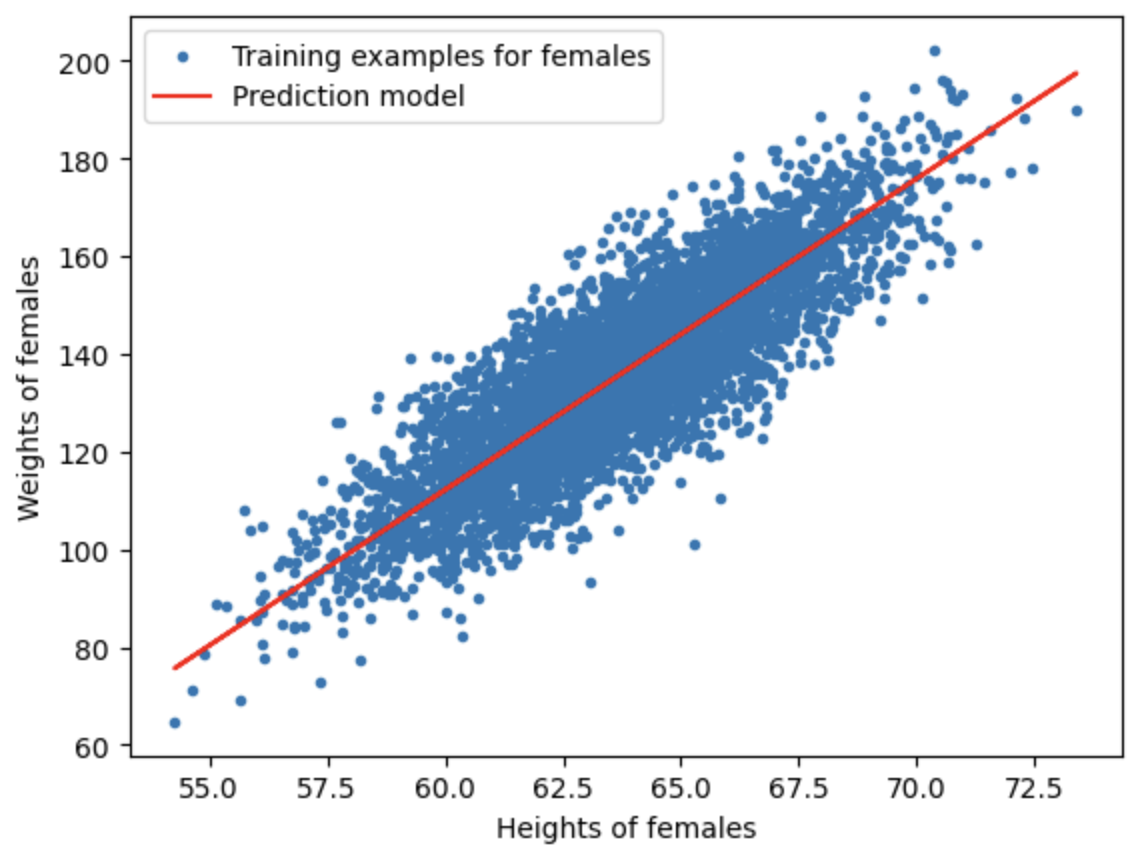 Training examples for females
Prediction model
200
180
160
140
120
100
80
60
Weights of females
55.0 57.5 60.0 62.5 65.0 67.5 70.0 72.5
Heights of females